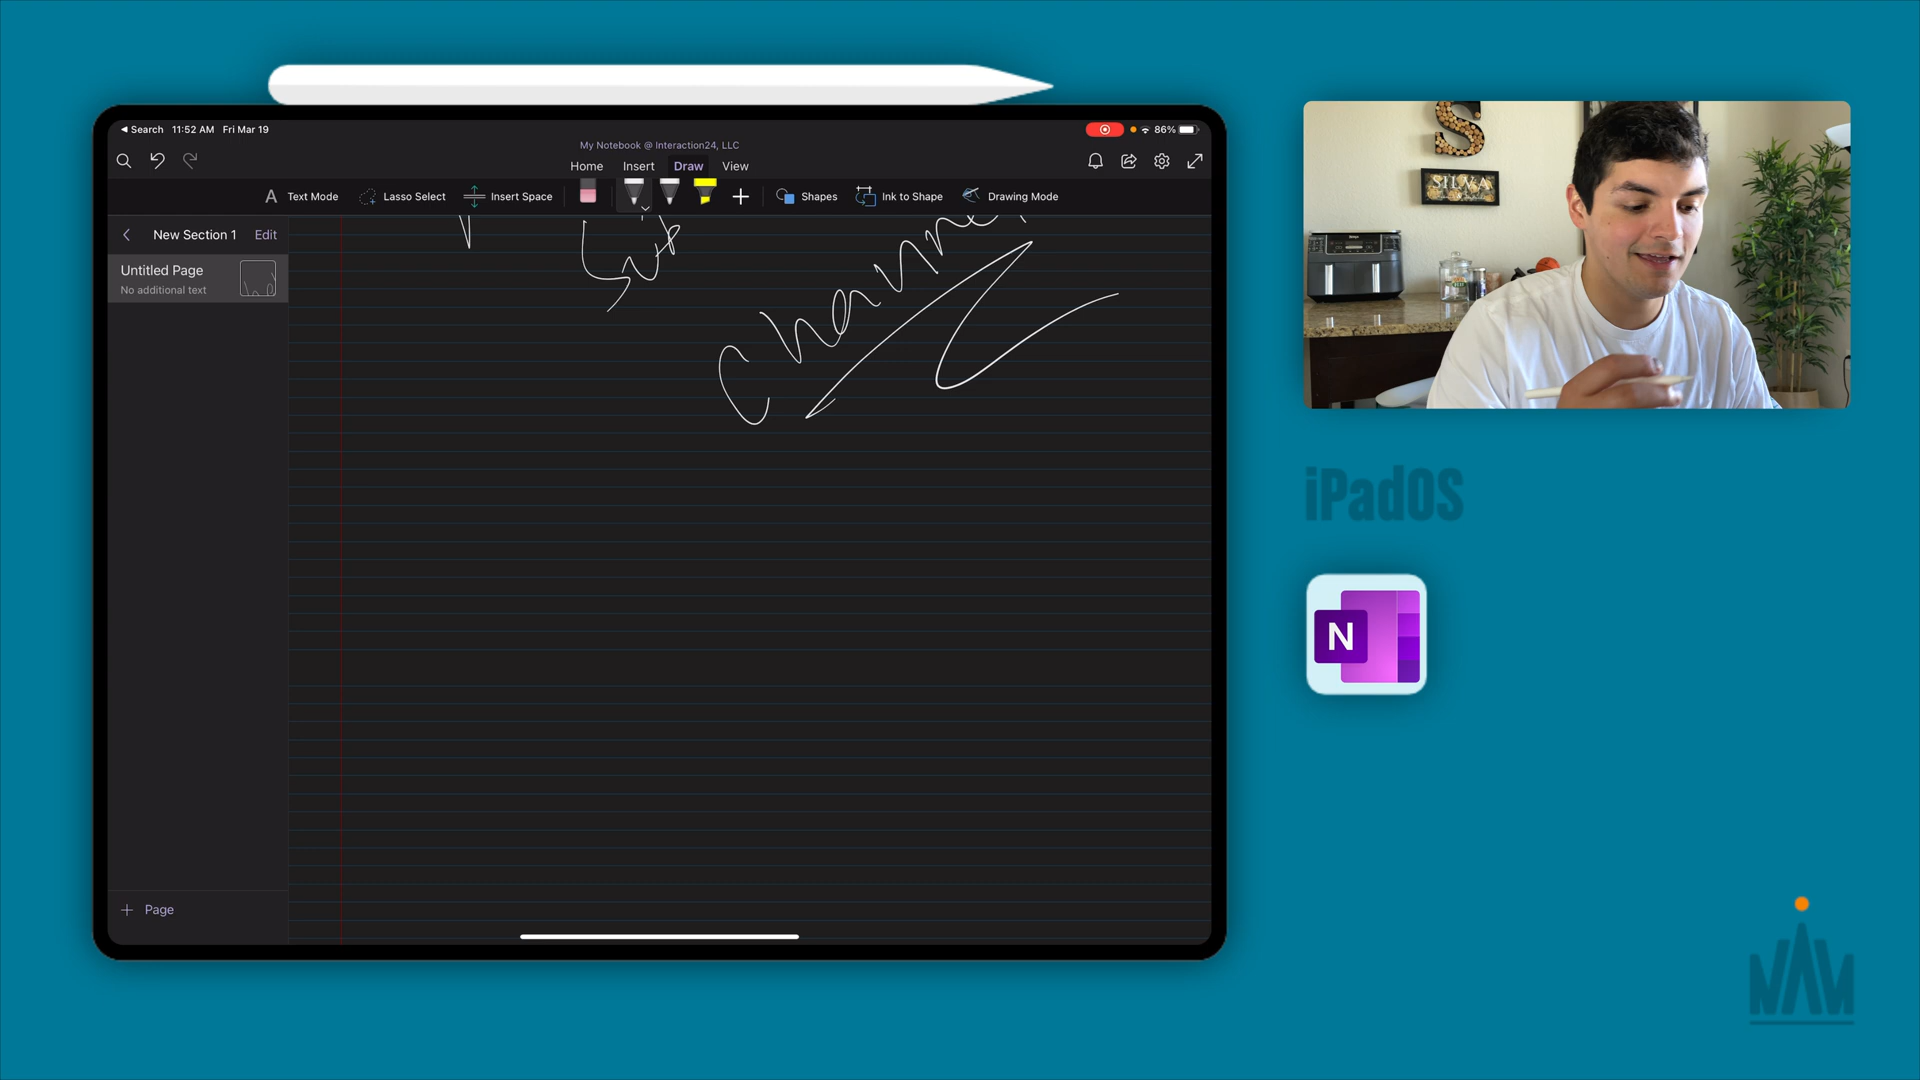 Search 11:52 AM Fri Mar 19
86%
My Notebook @ Interaction24, LLC
Home Insert Draw View
Text Mode Lasso Select Insert Space Shapes Ink to Shape Drawing Mode
New Section 1 Edit
Untitled Page
No additional text
Page
S
SILVA
iPadOS
N